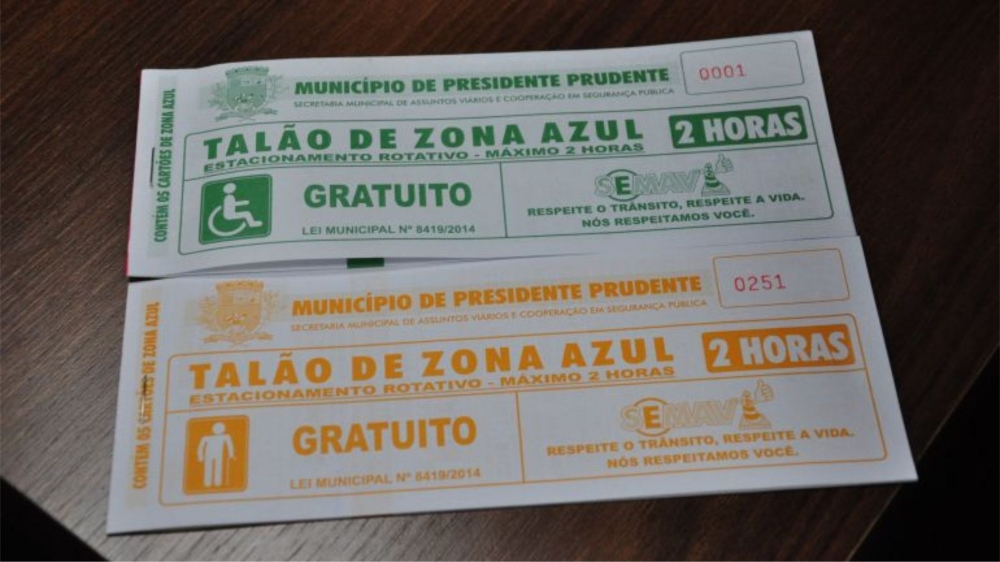 CONTÉM 05 CARTÕES DE ZONA AZUL
MUNICÍPIO DE PRESIDENTE PRUDENTE
SECRETARIA MUNICIPAL DE ASSUNTOS VIÁRIOS E COOPERAÇÃO EM SEGURANÇA PÚBLICA
0001
TALÃO DE ZONA AZUL
2 HORAS
ESTACIONAMENTO ROTATIVO - MÁXIMO 2 HORAS
GRATUITO
LEI MUNICIPAL Nº 8419/2014
SEMAV
RESPEITE O TRÂNSITO, RESPEITE A VIDA.
NÓS RESPEITAMOS VOCÊ.
CONTÉM 05 CARTÕES DE ZONA AZUL
MUNICÍPIO DE PRESIDENTE PRUDENTE
SECRETARIA MUNICIPAL DE ASSUNTOS VIÁRIOS E COOPERAÇÃO EM SEGURANÇA PÚBLICA
0251
TALÃO DE ZONA AZUL
2 HORAS
ESTACIONAMENTO ROTATIVO - MÁXIMO 2 HORAS
GRATUITO
LEI MUNICIPAL Nº 8419/2014
SEMAV
RESPEITE O TRÂNSITO, RESPEITE A VIDA.
NÓS RESPEITAMOS VOCÊ.